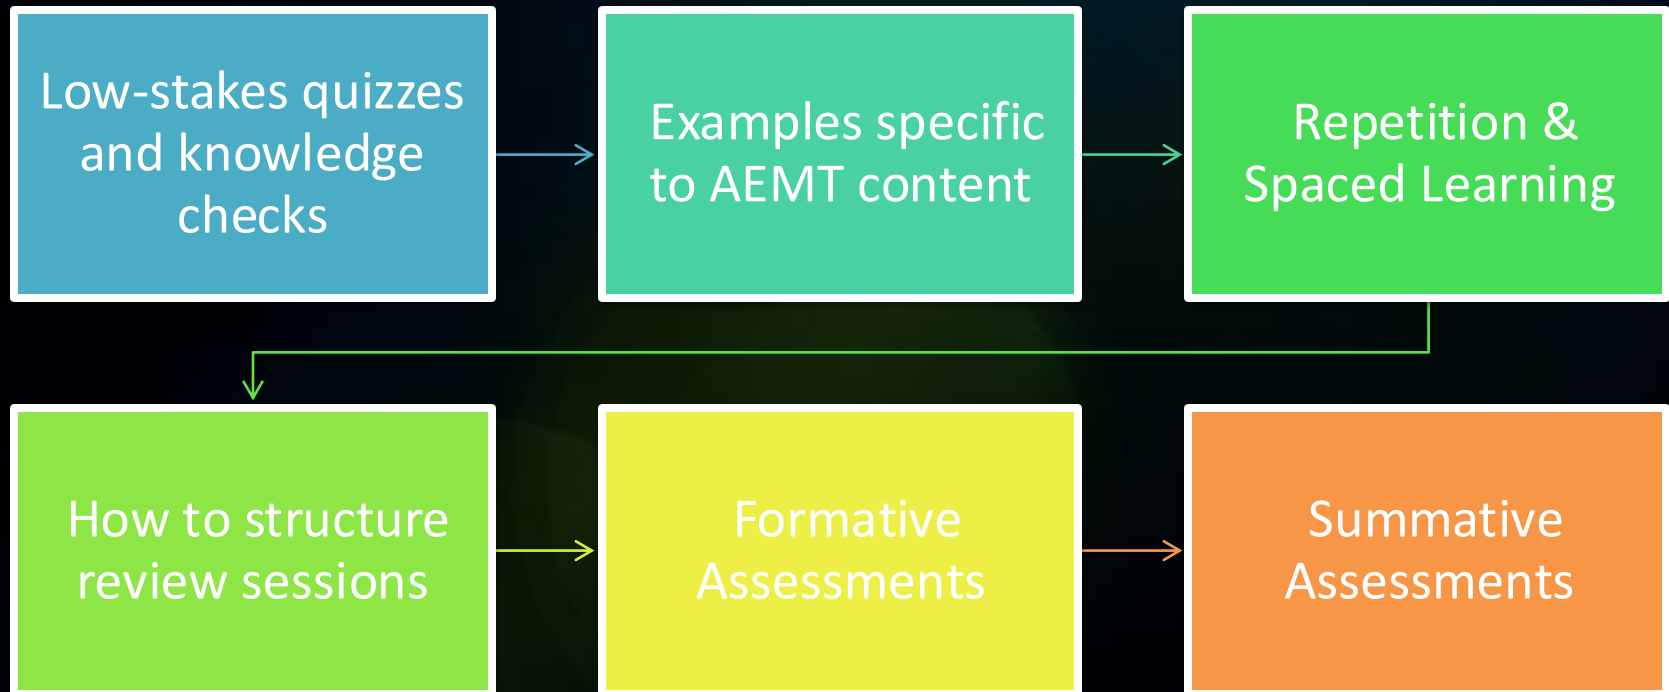 Low-stakes quizzes
and knowledge
checks
Examples specific
to AEMT content
Repetition &
Spaced Learning
How to structure
review sessions
Formative
Assessments
Summative
Assessments